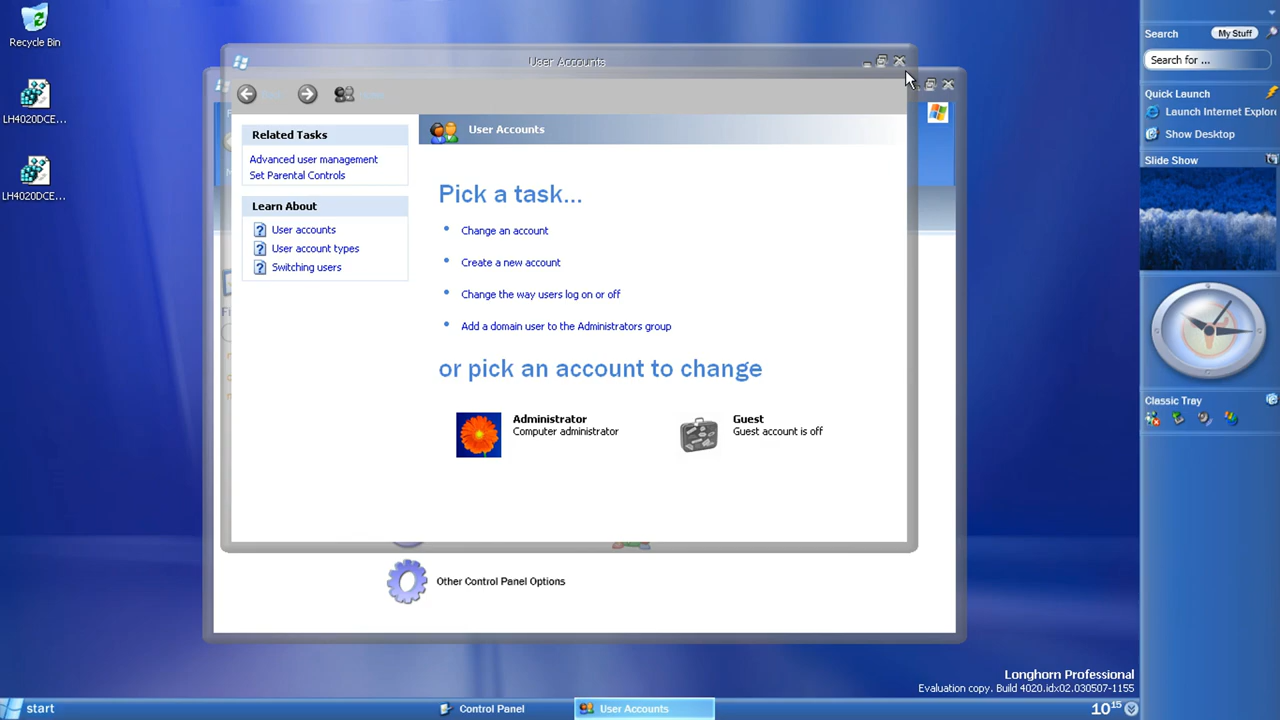 Recycle Bin
LH4020DCE...
LH4020DCE...
User Accounts
Related Tasks
Advanced user management
Set Parental Controls
Learn About
User accounts
User account types
Switching users
User Accounts
Pick a task...
Change an account
Create a new account
Change the way users log on or off
Add a domain user to the Administrators group
or pick an account to change
Administrator
Computer administrator
Guest
Guest account is off
Other Control Panel Options
Search
My Stuff
Search for ...
Quick Launch
Launch Internet Explor
Show Desktop
Slide Show
Classic Tray
Longhorn Professional
Evaluation copy. Build 4020.idx02.030507-1155
start
Control Panel
User Accounts
10 15